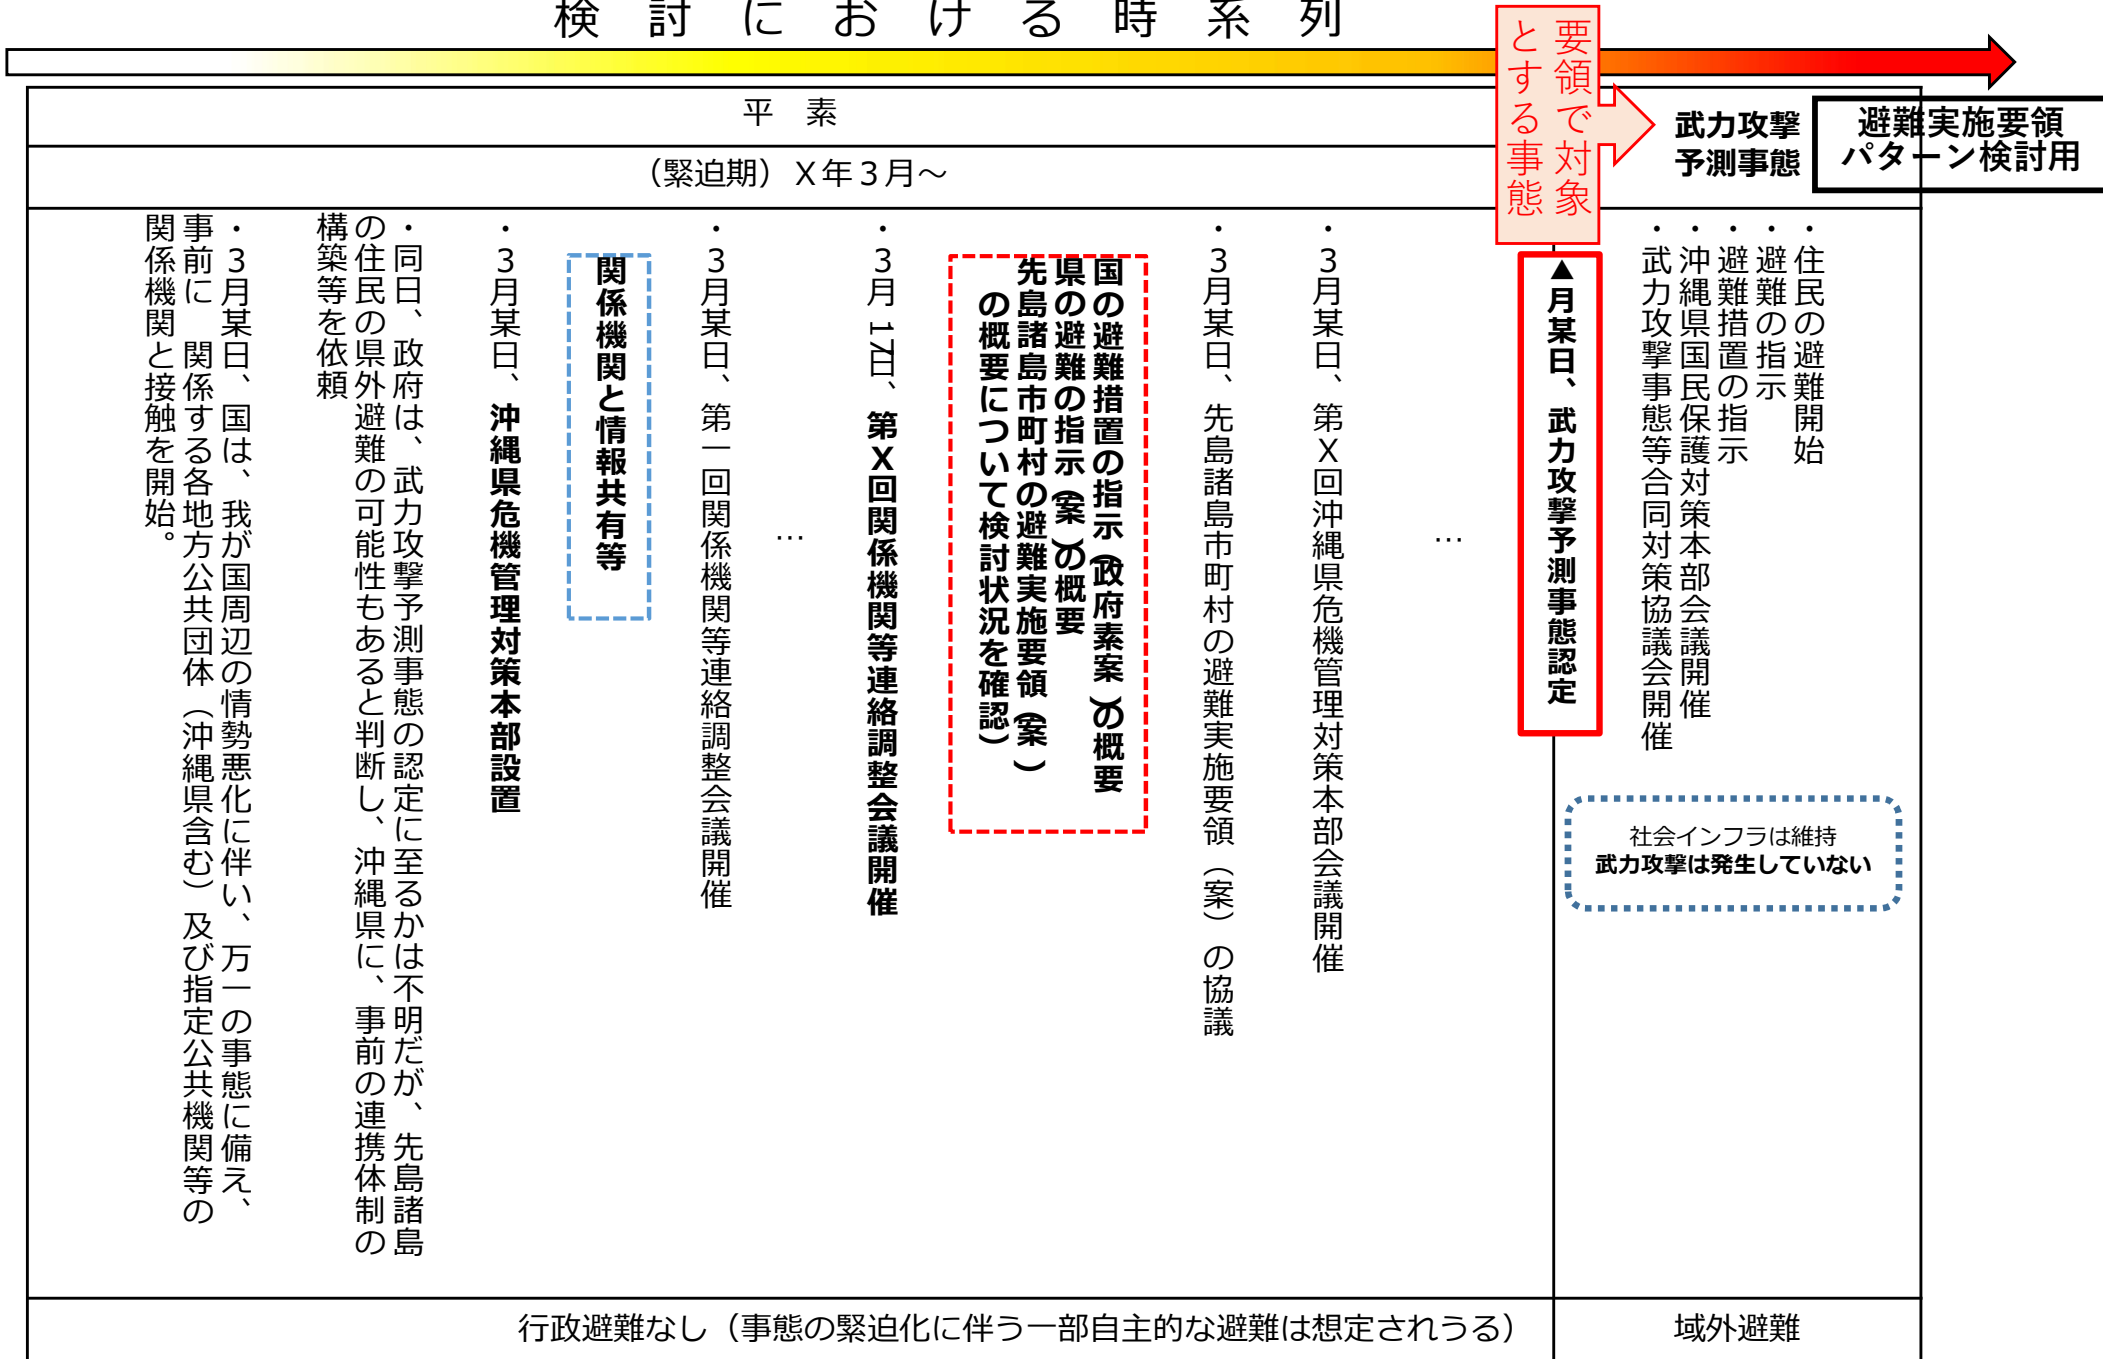 検討における時系列
要領で対象
とする事態
平　素
（緊迫期）Ｘ年３月～
武力攻撃
予測事態
避難実施要領
パターン検討用
・３月某日、国は、我が国周辺の情勢悪化に伴い、万一の事態に備え、
事前に　関係する各地方公共団体（沖縄県含む）及び指定公共機関等の
関係機関と接触を開始。
・同日、政府は、武力攻撃予測事態の認定に至るかは不明だが、先島諸島
の住民の県外避難の可能性もあると判断し、沖縄県に、事前の連携体制の
構築等を依頼
・３月某日、沖縄県危機管理対策本部設置
関係機関と情報共有等
・３月某日、第一回関係機関等連絡調整会議開催
…
・３月17日、第Ｘ回関係機関等連絡調整会議開催
国の避難措置の指示（政府素案）の概要
県の避難の指示（案）の概要
先島諸島市町村の避難実施要領（案）
の概要について検討状況を確認）
・３月某日、先島諸島市町村の避難実施要領（案）の協議
・３月某日、第Ｘ回沖縄県危機管理対策本部会議開催
…
▲月某日、武力攻撃予測事態認定
・武力攻撃事態等合同対策協議会開催
・沖縄県国民保護対策本部会議開催
・避難措置の指示
・避難の指示
・住民の避難開始
社会インフラは維持
武力攻撃は発生していない
行政避難なし（事態の緊迫化に伴う一部自主的な避難は想定されうる）
域外避難